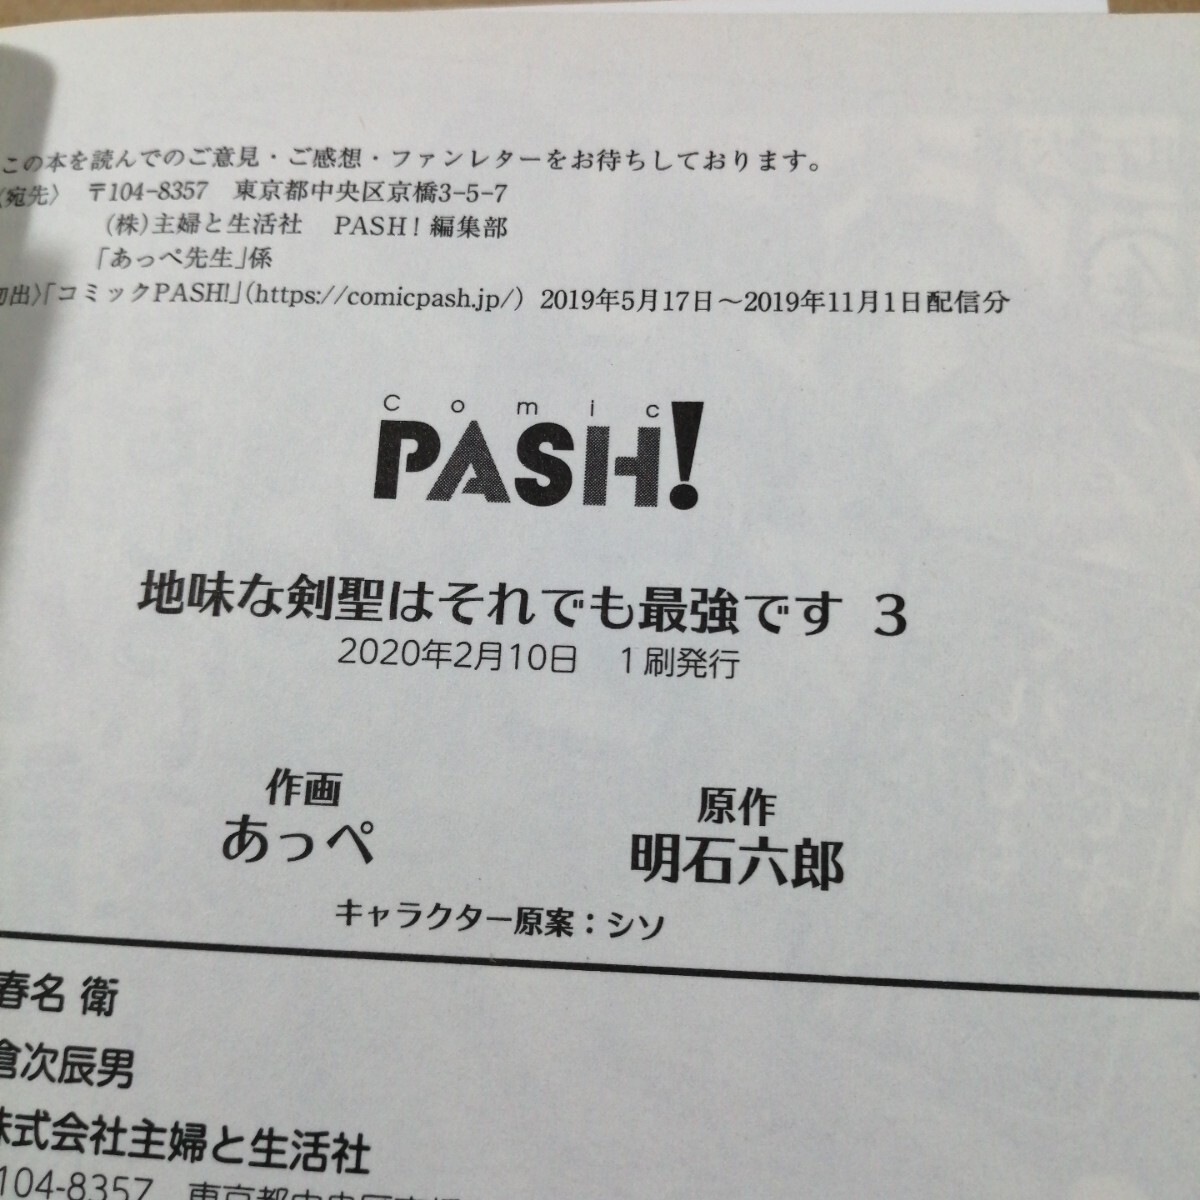 この本を読んでのご意見・ご感想・ファンレターをお待ちしております。
〈宛先〉 〒104-8357 東京都中央区京橋3-5-7
(株)主婦と生活社 PASH! 編集部
「あっぺ先生」係
初出〉「コミックPASH!」(https://comicpash.jp/) 2019年5月17日～2019年11月1日配信分
Comic
PASH!
地味な剣聖はそれでも最強です 3
2020年2月10日 1刷発行
作画
あっぺ
原作
明石六郎
キャラクター原案：シソ
春名 衛
倉次辰男
株式会社主婦と生活社
104-8357 東京都中央区京橋